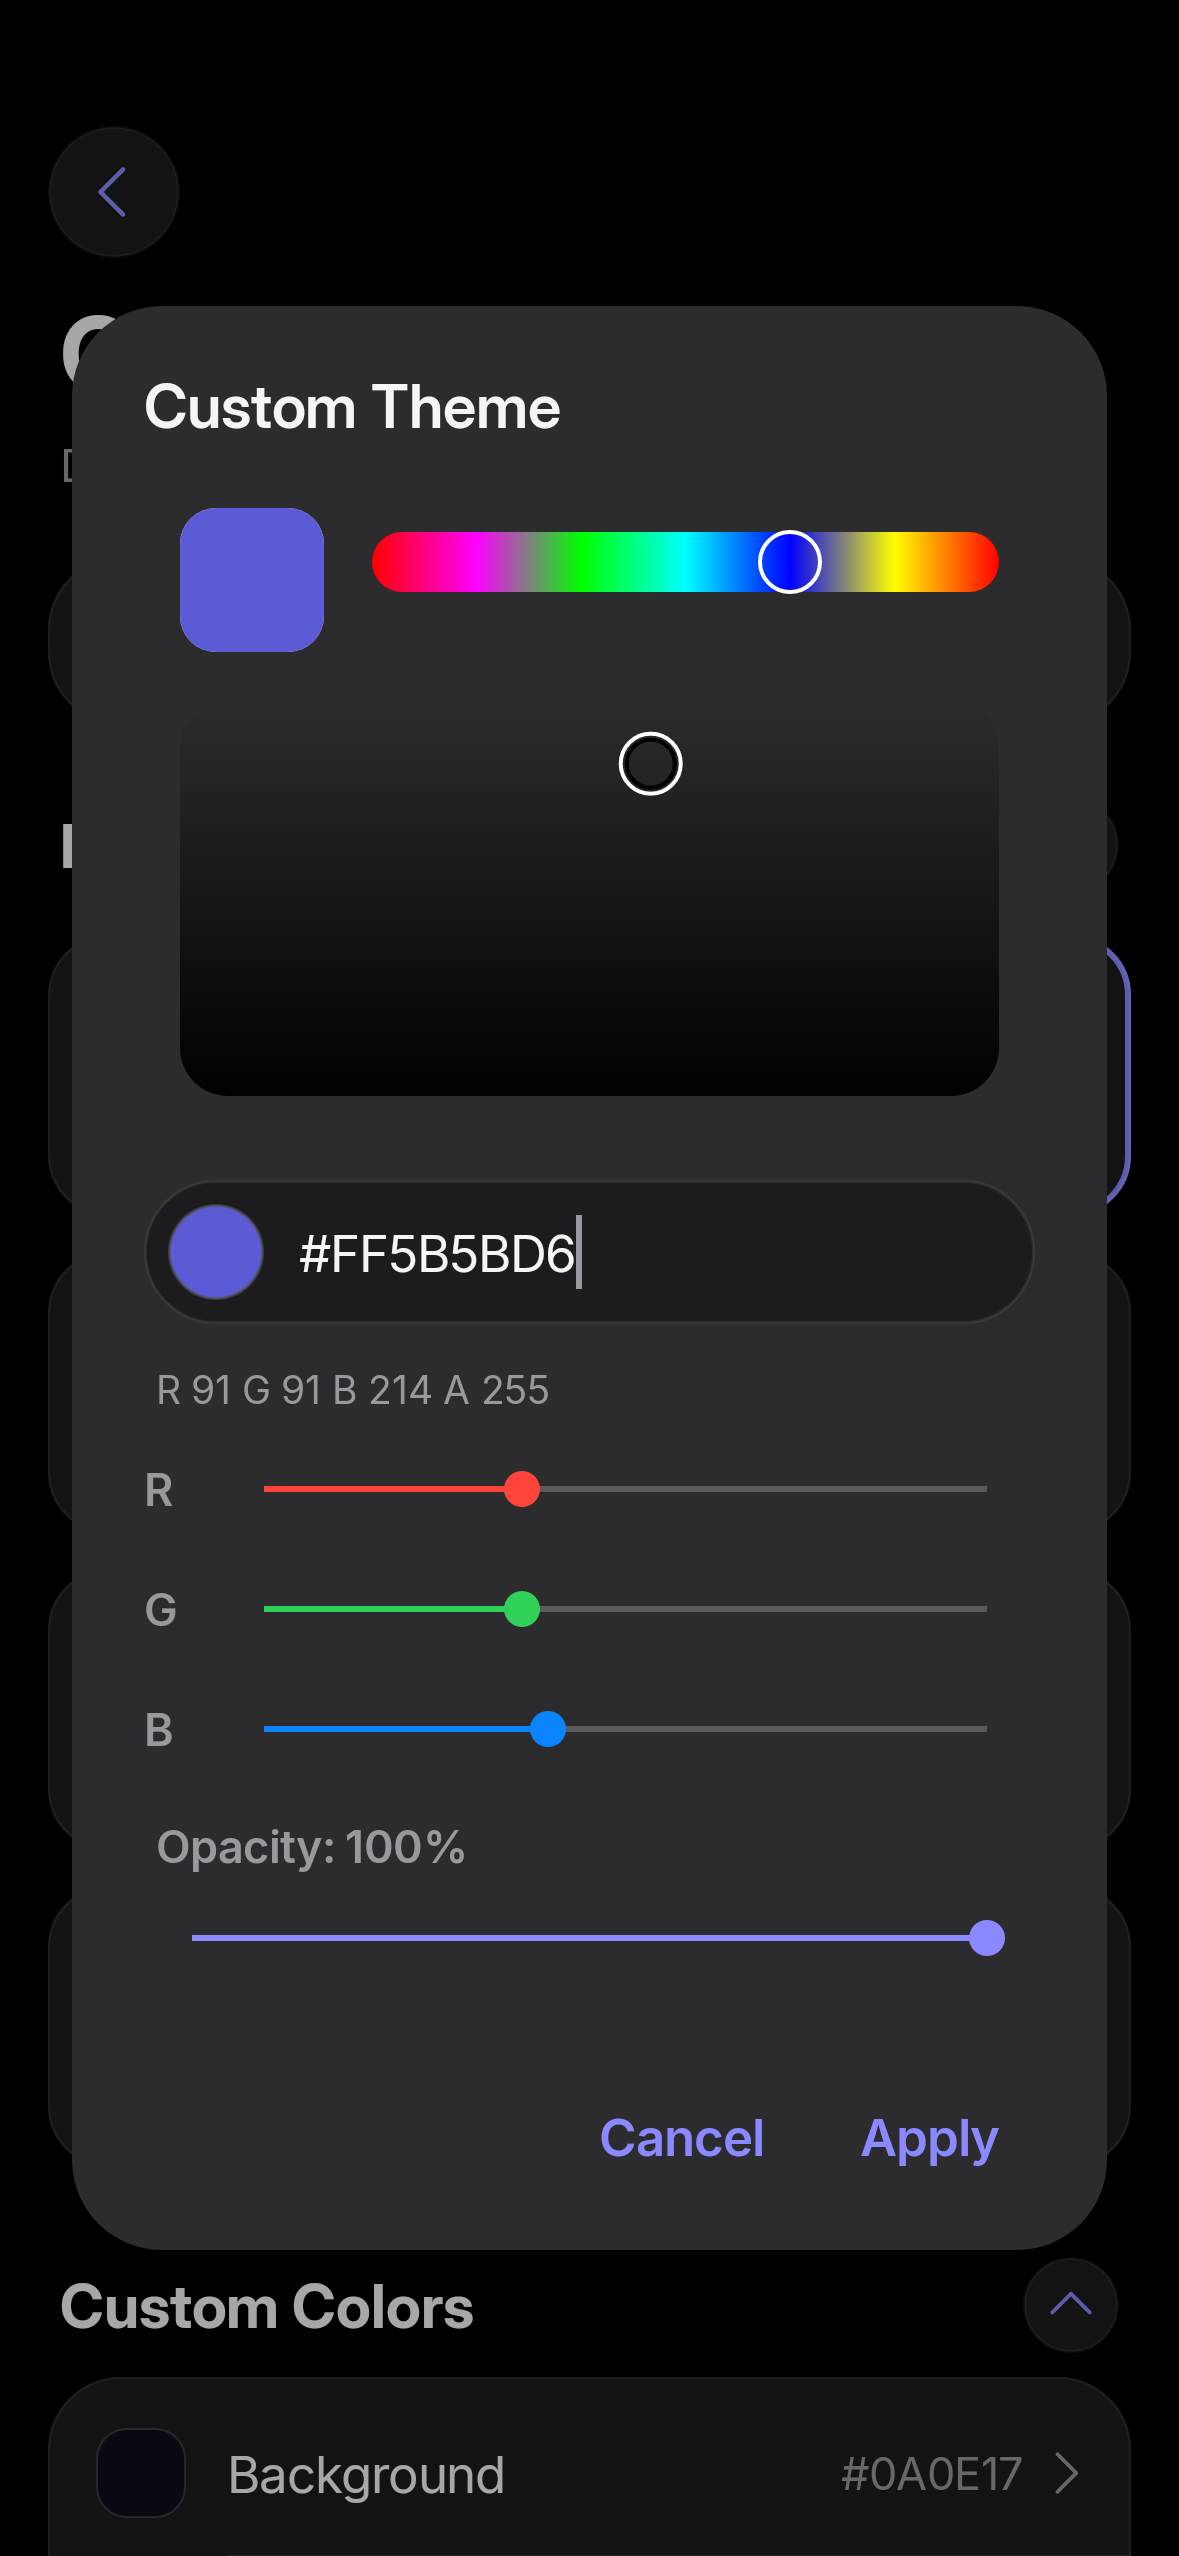 Custom Theme
#FF5B5BD6
R 91 G 91 B 214 A 255
R
G
B
Opacity: 100%
Cancel Apply
Custom Colors
Background #0A0E17